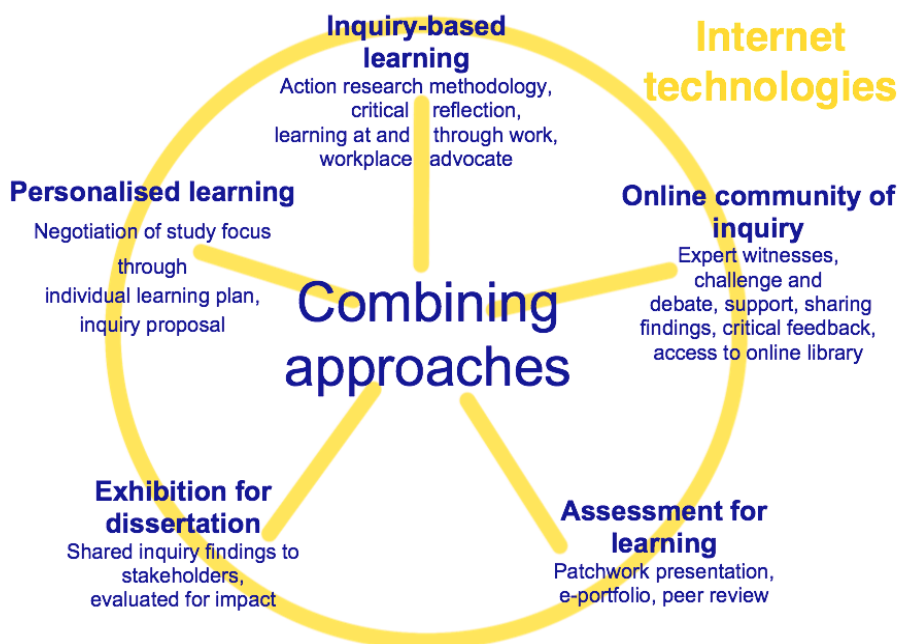 Inquiry-based
learning
Action research methodology,
critical reflection,
learning at and through work,
workplace advocate
Internet
technologies
Personalised learning
Negotiation of study focus
through
individual learning plan,
inquiry proposal
Online community of
inquiry
Expert witnesses,
challenge and
debate, support, sharing
findings, critical feedback,
access to online library
Combining
approaches
Exhibition for
dissertation
Shared inquiry findings to
stakeholders,
evaluated for impact
Assessment for
learning
Patchwork presentation,
e-portfolio, peer review